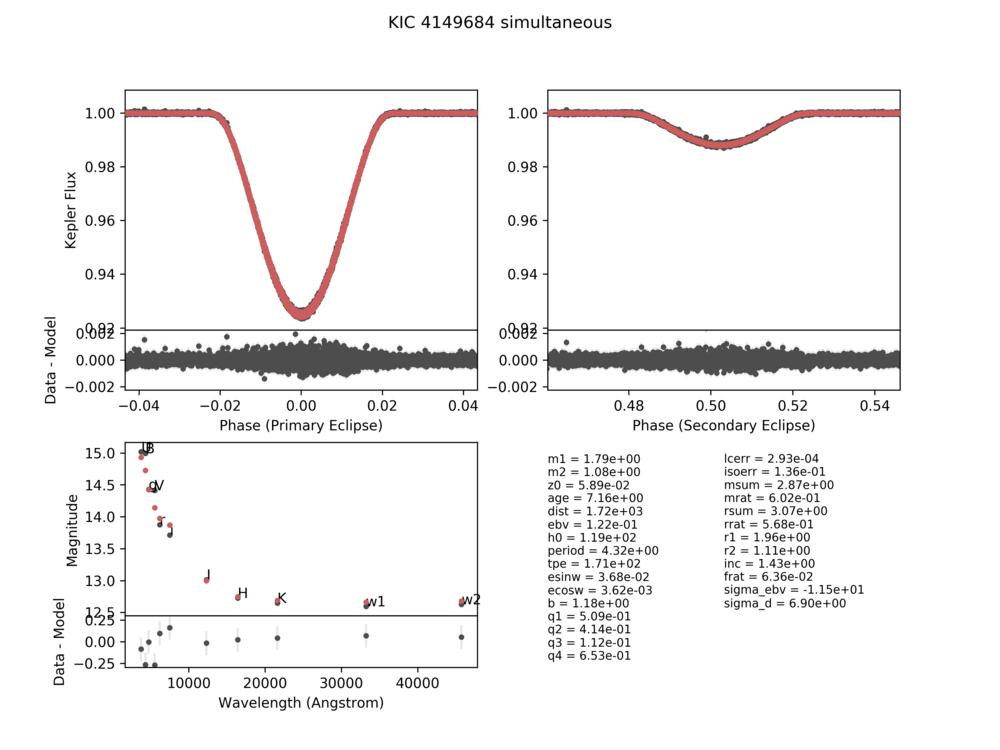 KIC 4149684 simultaneous
1.00
0.98
0.96
0.94
0.92
Kepler Flux
0.002
0.000
−0.002
Data - Model
−0.04
−0.02
0.00
0.02
0.04
Phase (Primary Eclipse)
0.92
0.002
0.000
−0.002
0.48
0.50
0.52
0.54
Phase (Secondary Eclipse)
15.0
14.5
14.0
13.5
13.0
12.5
Magnitude
B
g
V
r
i
J
H
K
w1
w2
0.25
0.00
−0.25
Data - Model
10000
20000
30000
40000
Wavelength (Angstrom)
m1 = 1.79e+00
m2 = 1.08e+00
z0 = 5.89e-02
age = 7.16e+00
dist = 1.72e+03
ebv = 1.22e-01
h0 = 1.19e+02
period = 4.32e+00
tpe = 1.71e+02
esinw = 3.68e-02
ecosw = 3.62e-03
b = 1.18e+00
q1 = 5.09e-01
q2 = 4.14e-01
q3 = 1.12e-01
q4 = 6.53e-01
lcerr = 2.93e-04
isoerr = 1.36e-01
msum = 2.87e+00
mrat = 6.02e-01
rsum = 3.07e+00
rrat = 5.68e-01
r1 = 1.96e+00
r2 = 1.11e+00
inc = 1.43e+00
frat = 6.36e-02
sigma_ebv = -1.15e+01
sigma_d = 6.90e+00